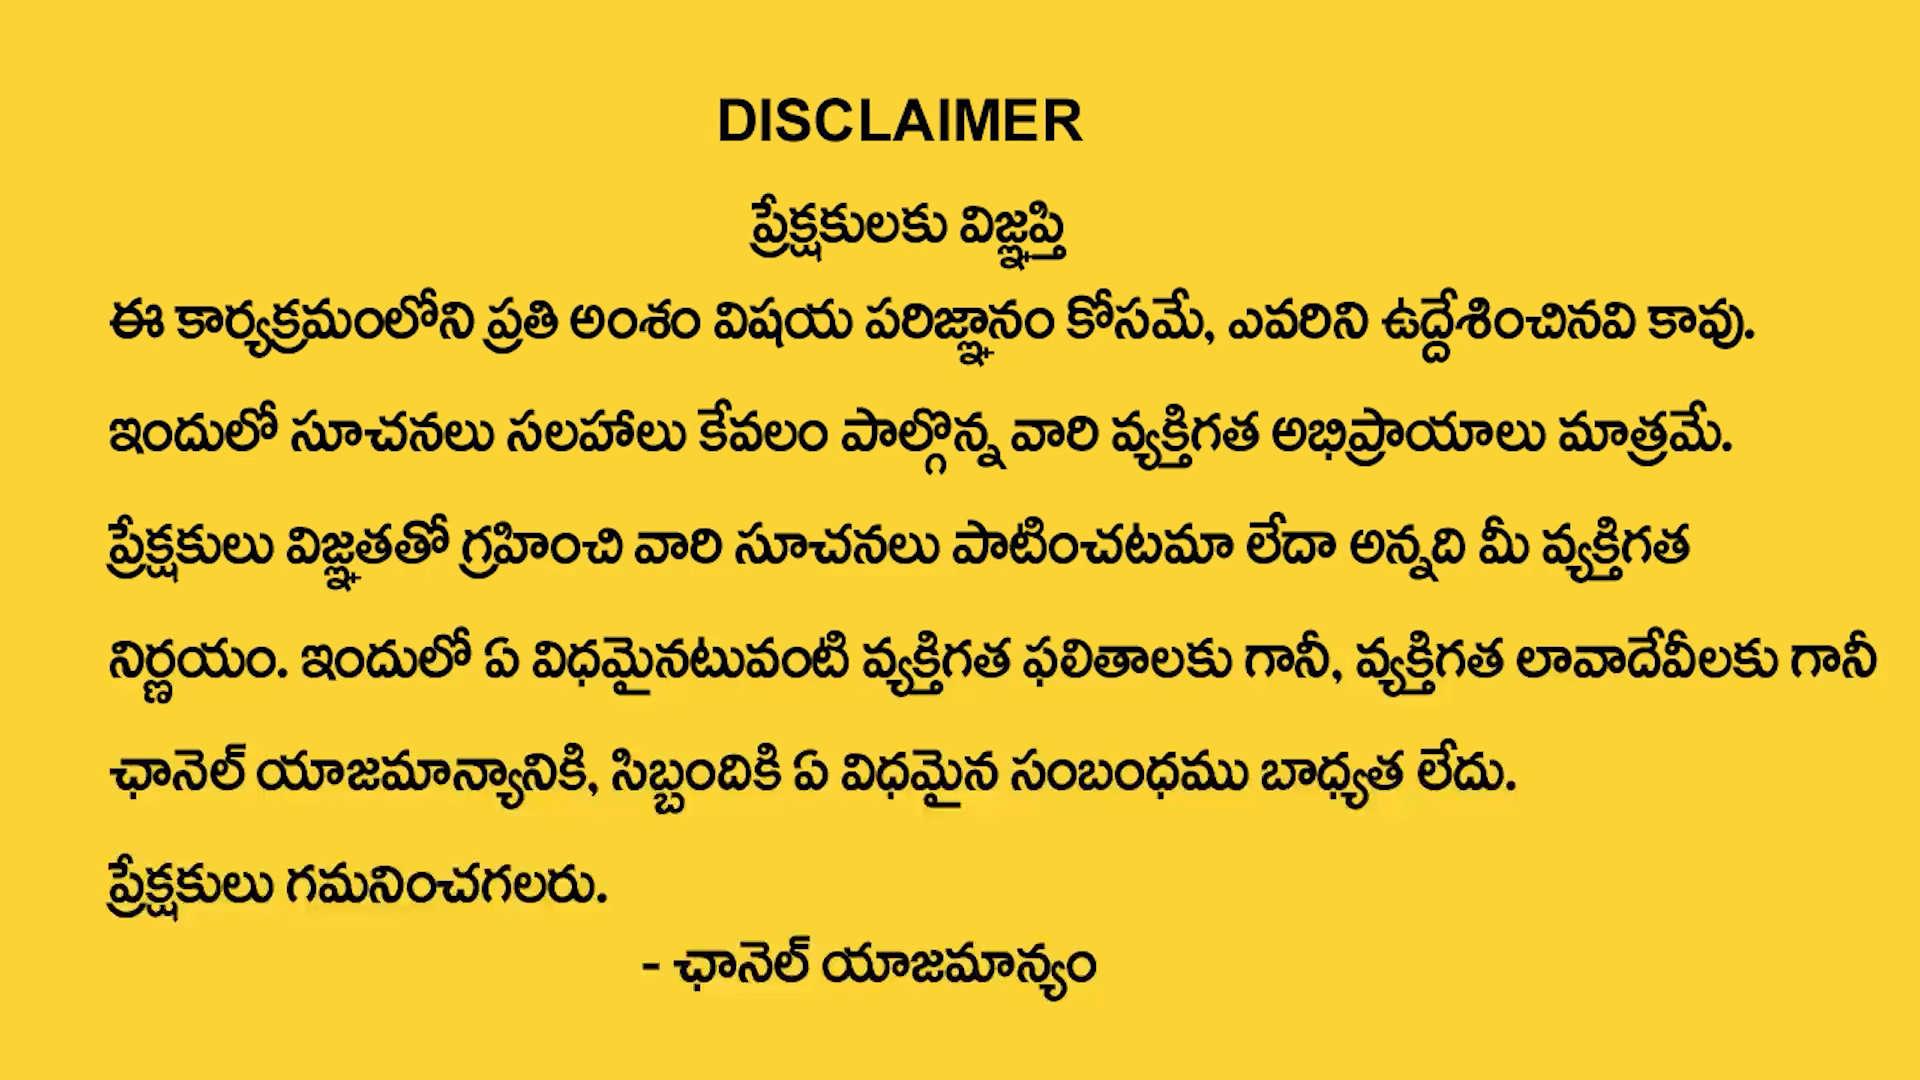 DISCLAIMER
ప్రేక్షకులకు విజ్ఞప్తి
ఈ కార్యక్రమంలోని ప్రతి అంశం విషయ పరిజ్ఞానం కోసమే, ఎవరిని ఉద్దేశించినవి కావు.
ఇందులో సూచనలు సలహాలు కేవలం పాల్గొన్న వారి వ్యక్తిగత అభిప్రాయాలు మాత్రమే.
ప్రేక్షకులు విజ్ఞతతో గ్రహించి వారి సూచనలు పాటించటమా లేదా అన్నది మీ వ్యక్తిగత
నిర్ణయం. ఇందులో ఏ విధమైనటువంటి వ్యక్తిగత ఫలితాలకు గానీ, వ్యక్తిగత లావాదేవీలకు గానీ
ఛానెల్ యాజమాన్యానికి, సిబ్బందికి ఏ విధమైన సంబంధము బాధ్యత లేదు.
ప్రేక్షకులు గమనించగలరు.
- ఛానెల్ యాజమాన్యం